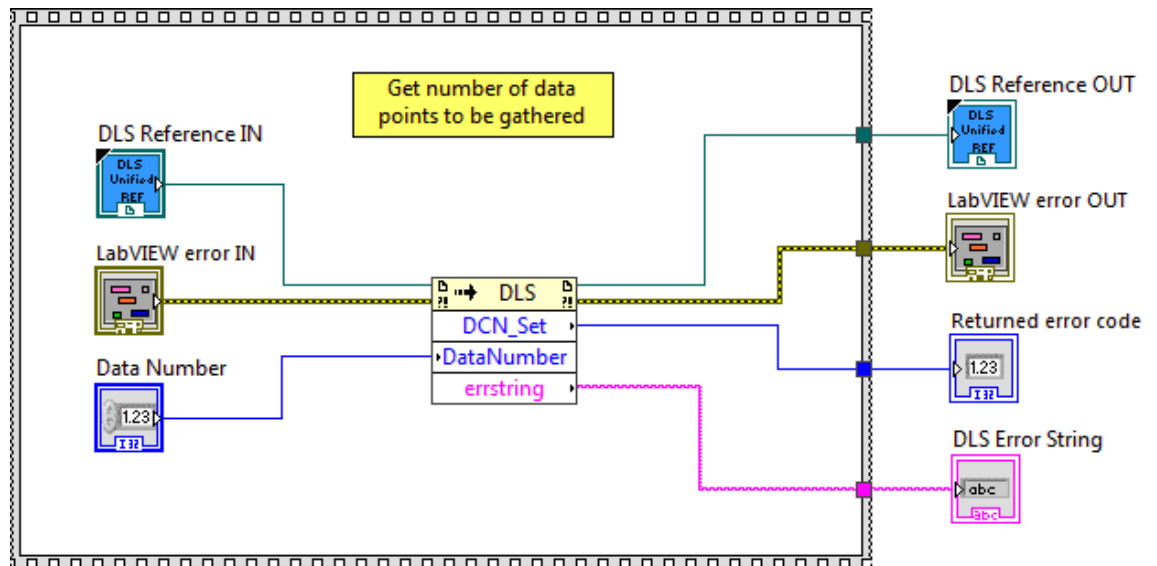 Get number of data
points to be gathered
DLS Reference IN
DLS
Unified
REF
LabVIEW error IN
Data Number
1.23
I32
DLS
DCN_Set
DataNumber
errstring
DLS Reference OUT
DLS
Unified
REF
LabVIEW error OUT
Returned error code
1.23
I32
DLS Error String
abc
abc